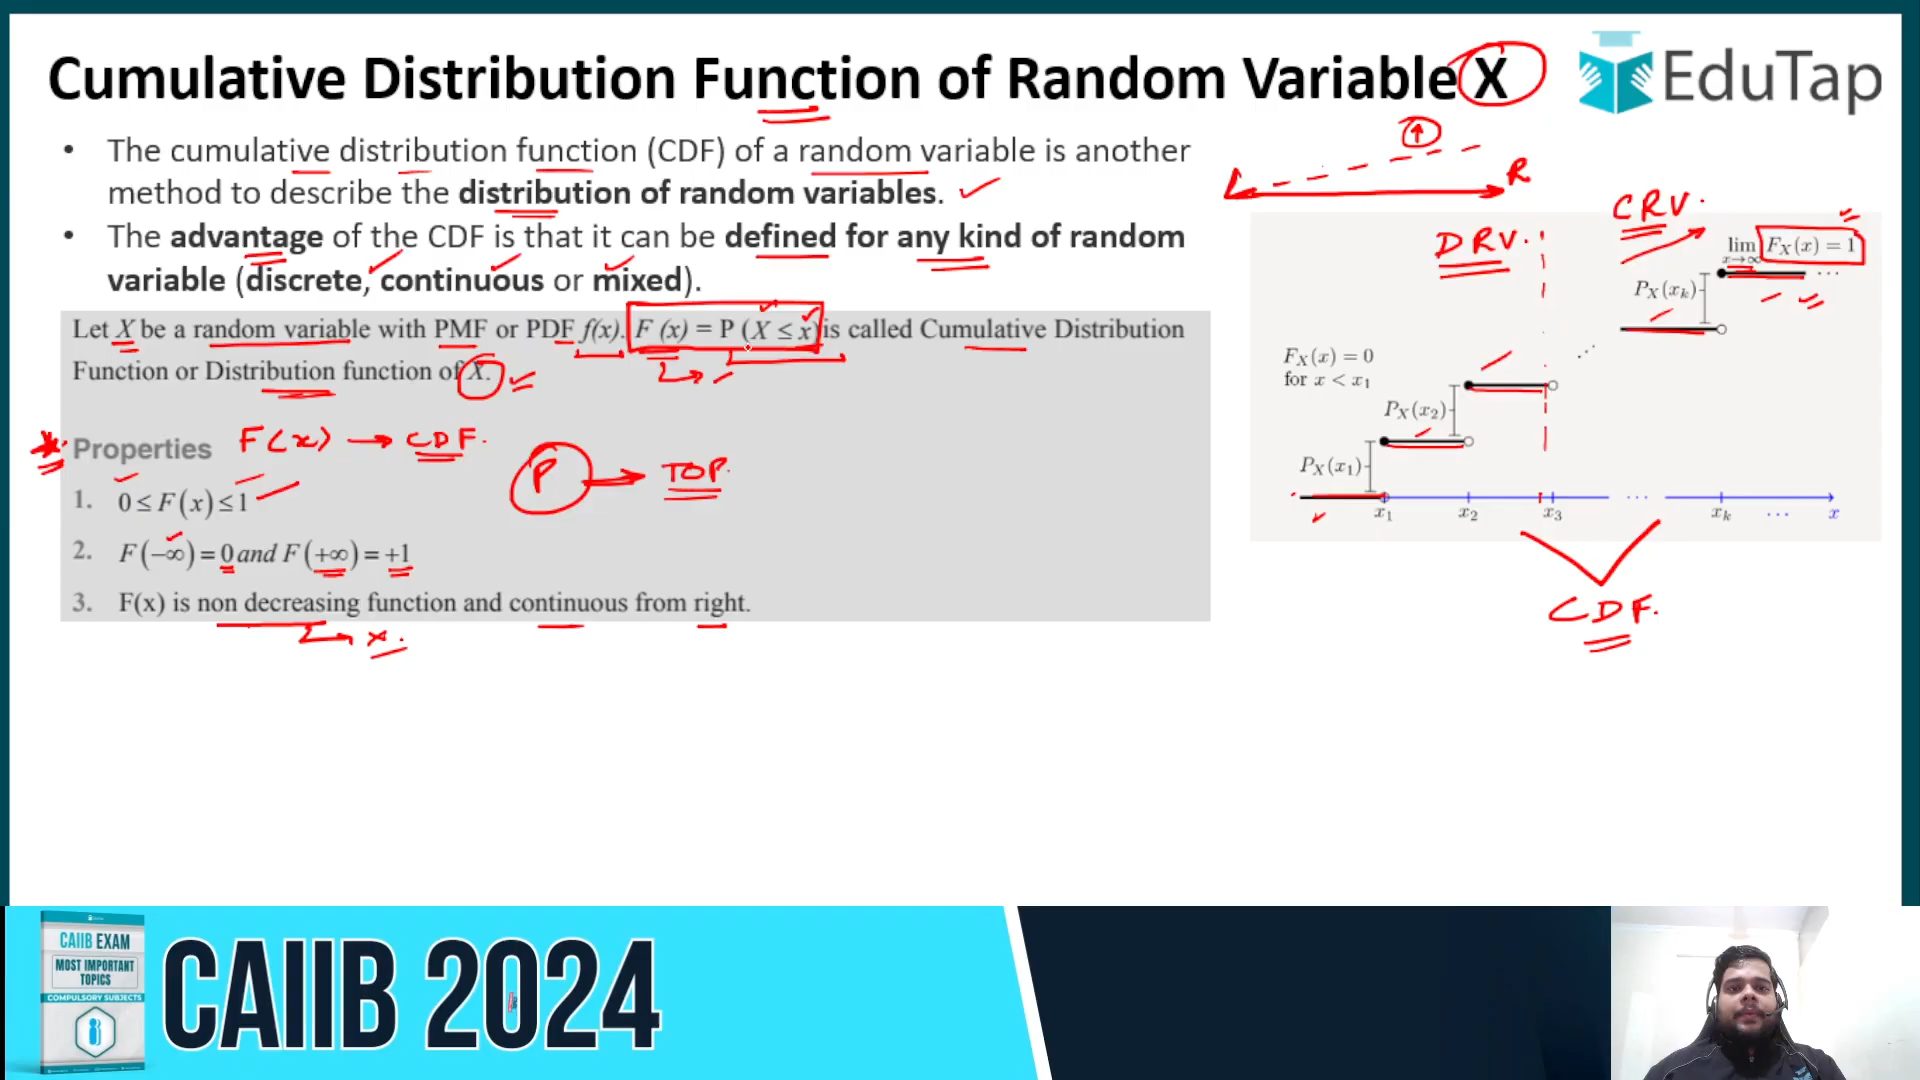 Cumulative Distribution Function of Random Variable X
EduTap
• The cumulative distribution function (CDF) of a random variable is another
method to describe the distribution of random variables.
• The advantage of the CDF is that it can be defined for any kind of random
variable (discrete, continuous or mixed).
Let X be a random variable with PMF or PDF f(x). F (x) = P (X ≤ x) is called Cumulative Distribution
Function or Distribution function of X.
Properties F(x) → CDF.
P → TOP.
1. 0 ≤ F(x) ≤ 1
2. F(−∞) = 0 and F(+∞) = +1
3. F(x) is non decreasing function and continuous from right.
x.
R
DRV.
CRV.
lim x→∞ F_X(x) = 1
P_X(x_k)
F_X(x) = 0
for x < x_1
P_X(x_2)
P_X(x_1)
x_1 x_2 x_3 ... x_k ... x
CDF.
CAIIB EXAM
MOST IMPORTANT
TOPICS
COMPULSORY SUBJECTS
CAIIB 2024